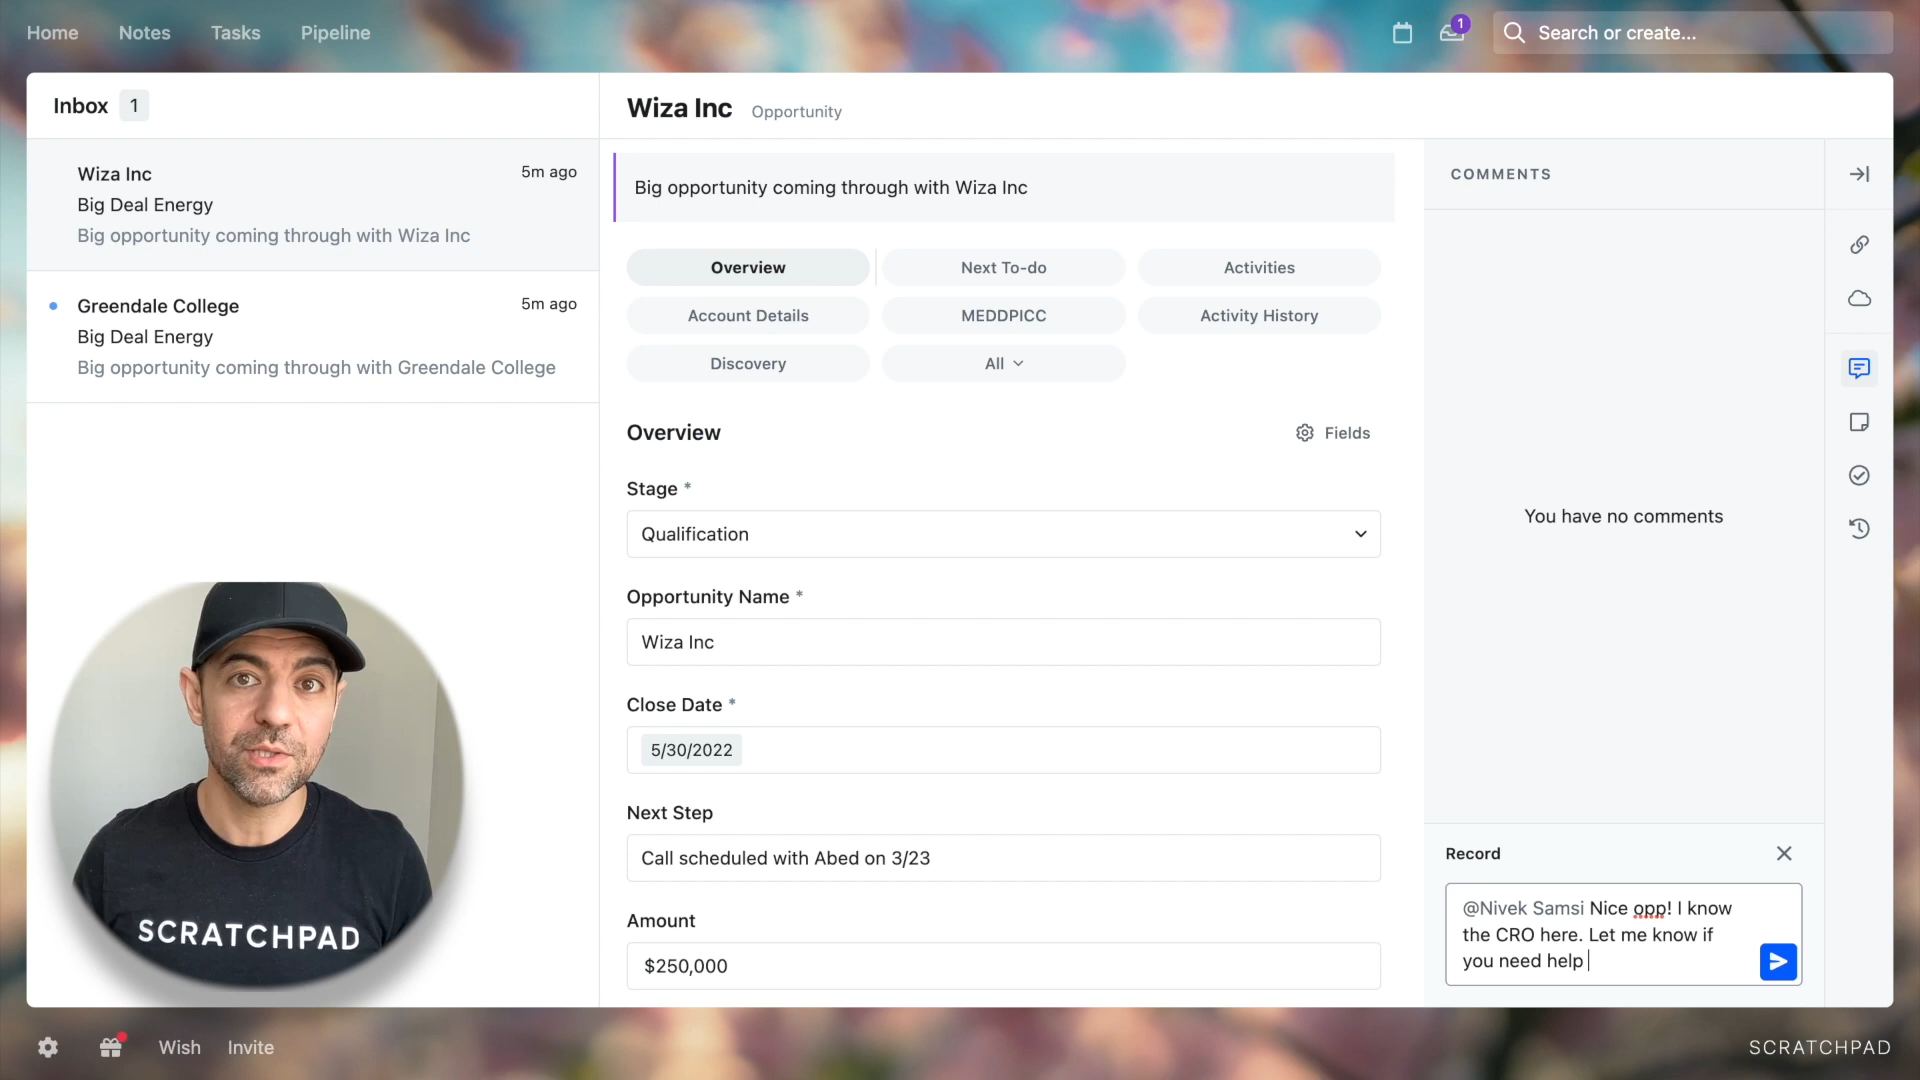 Home
Notes
Tasks
Pipeline
1
Search or create...
Inbox 1
Wiza Inc
5m ago
Big Deal Energy
Big opportunity coming through with Wiza Inc
Greendale College
5m ago
Big Deal Energy
Big opportunity coming through with Greendale College
SCRATCHPAD
Wiza Inc Opportunity
Big opportunity coming through with Wiza Inc
Overview
Next To-do
Activities
Account Details
MEDDPICC
Activity History
Discovery
All
Overview
Fields
Stage *
Qualification
Opportunity Name *
Wiza Inc
Close Date *
5/30/2022
Next Step
Call scheduled with Abed on 3/23
Amount
$250,000
COMMENTS
You have no comments
Record
@Nivek Samsi Nice opp! I know
the CRO here. Let me know if
you need help
Wish
Invite
SCRATCHPAD